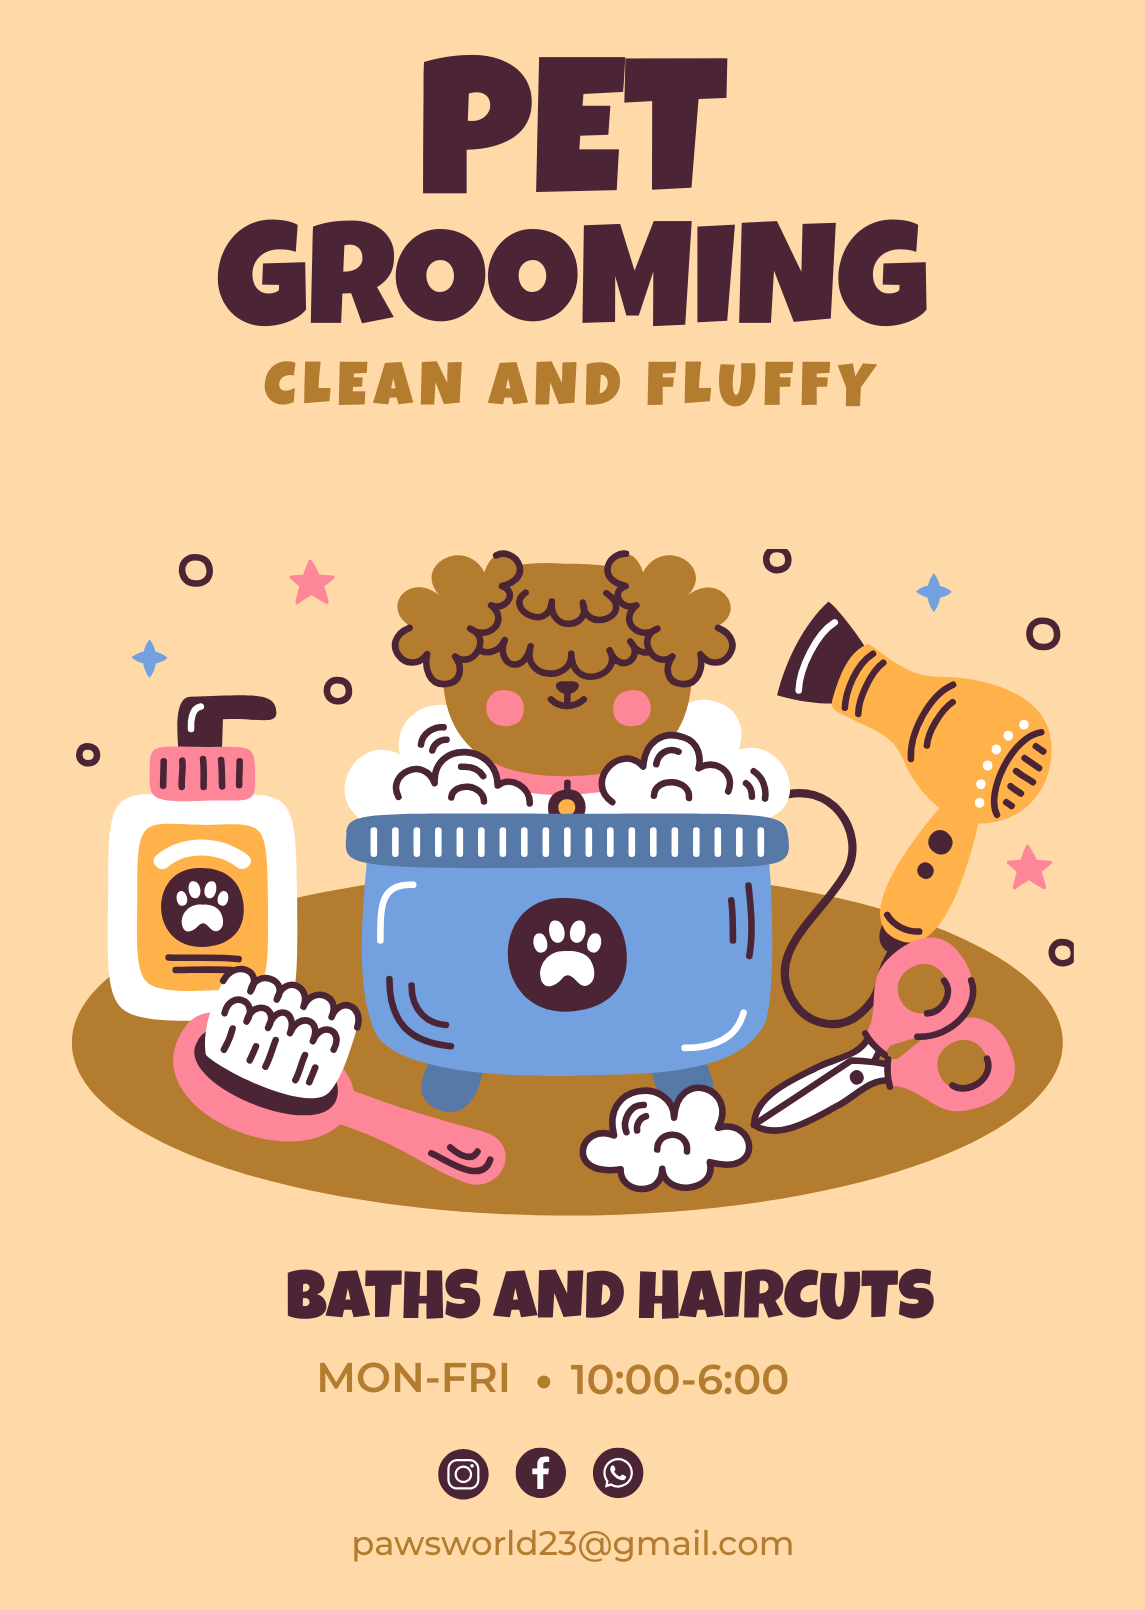 PET
GROOMING
CLEAN AND FLUFFY
BATHS AND HAIRCUTS
MON-FRI • 10:00-6:00
pawsworld23@gmail.com